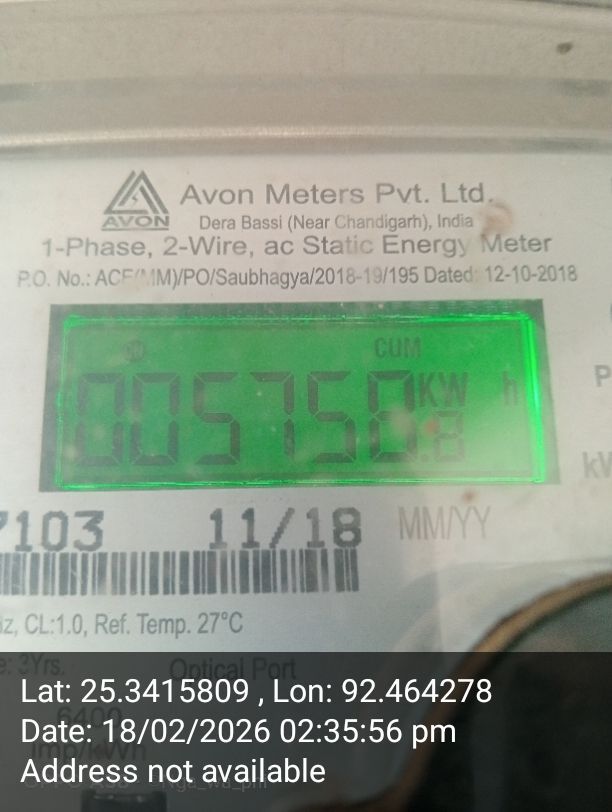 AVON
Avon Meters Pvt. Ltd.
Dera Bassi (Near Chandigarh), India
1-Phase, 2-Wire, ac Static Energy Meter
P.O. No.: ACE(MM)/PO/Saubhagya/2018-19/195 Dated: 12-10-2018
CUM
005750.8 KW h
7103 11/18 MM/YY
CL:1.0, Ref. Temp. 27°C
3Yrs. Optical Port
Lat: 25.3415809 , Lon: 92.464278
Date: 18/02/2026 02:35:56 pm
Address not available